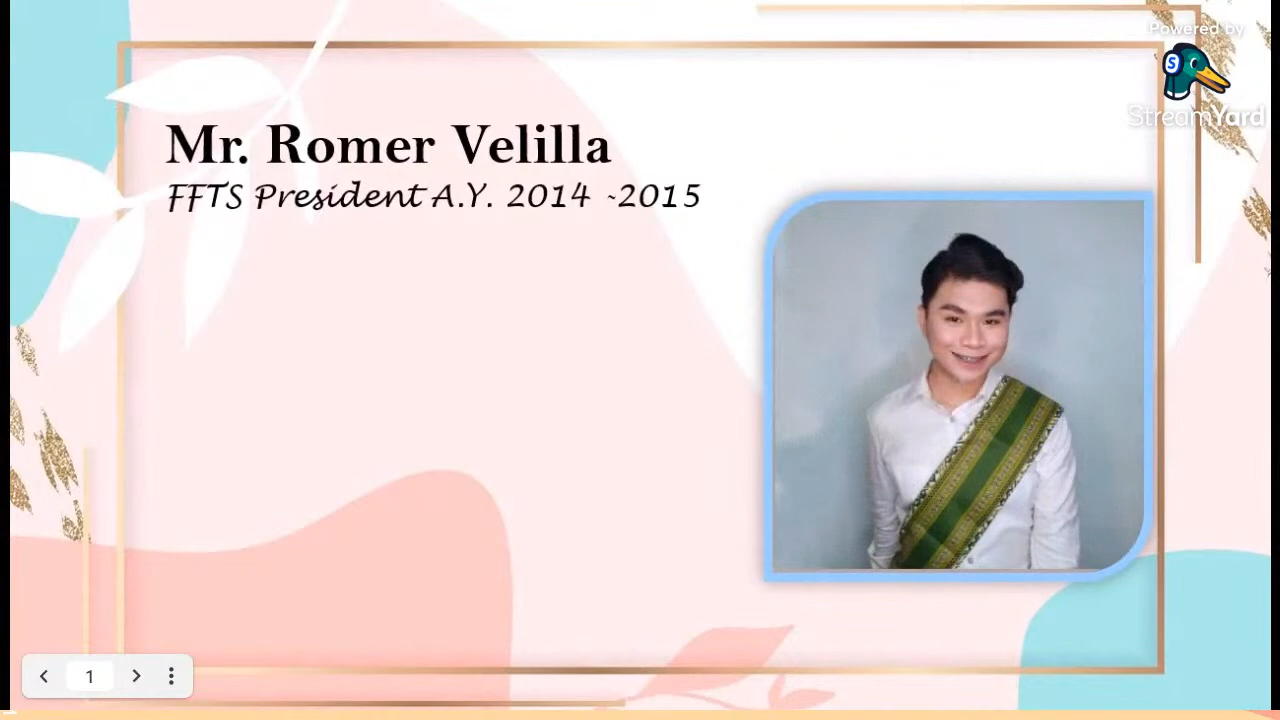 Powered by
StreamYard
Mr. Romer Velilla
FFTS President A.Y. 2014 -2015
1